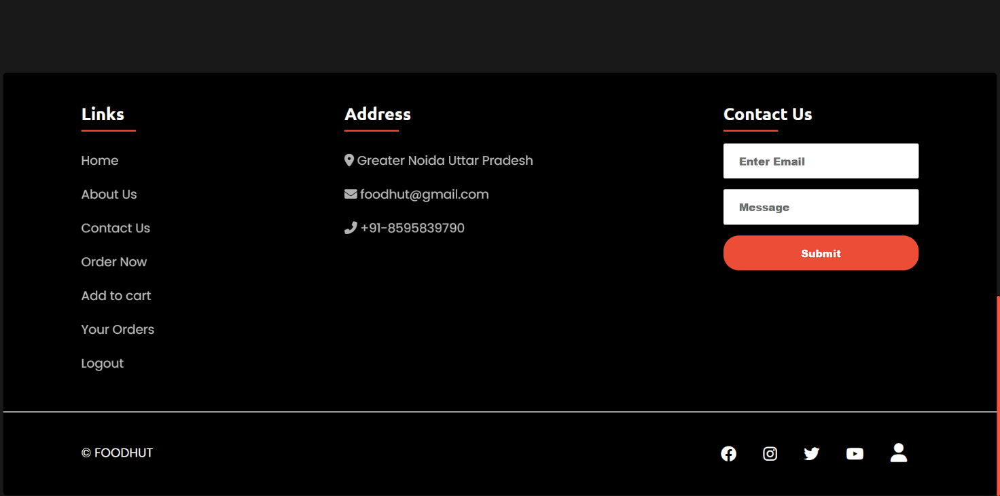 Links
Home
About Us
Contact Us
Order Now
Add to cart
Your Orders
Logout
Address
Greater Noida Uttar Pradesh
foodhut@gmail.com
+91-8595839790
Contact Us
Enter Email
Message
Submit
© FOODHUT